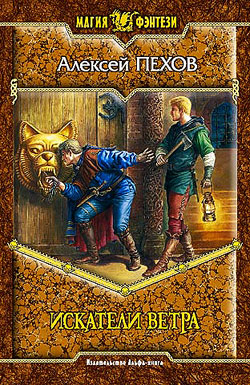 МАГИЯ ФЭНТЕЗИ
Алексей ПЕХОВ
ИСКАТЕЛИ ВЕТРА
Издательство Альфа-книга